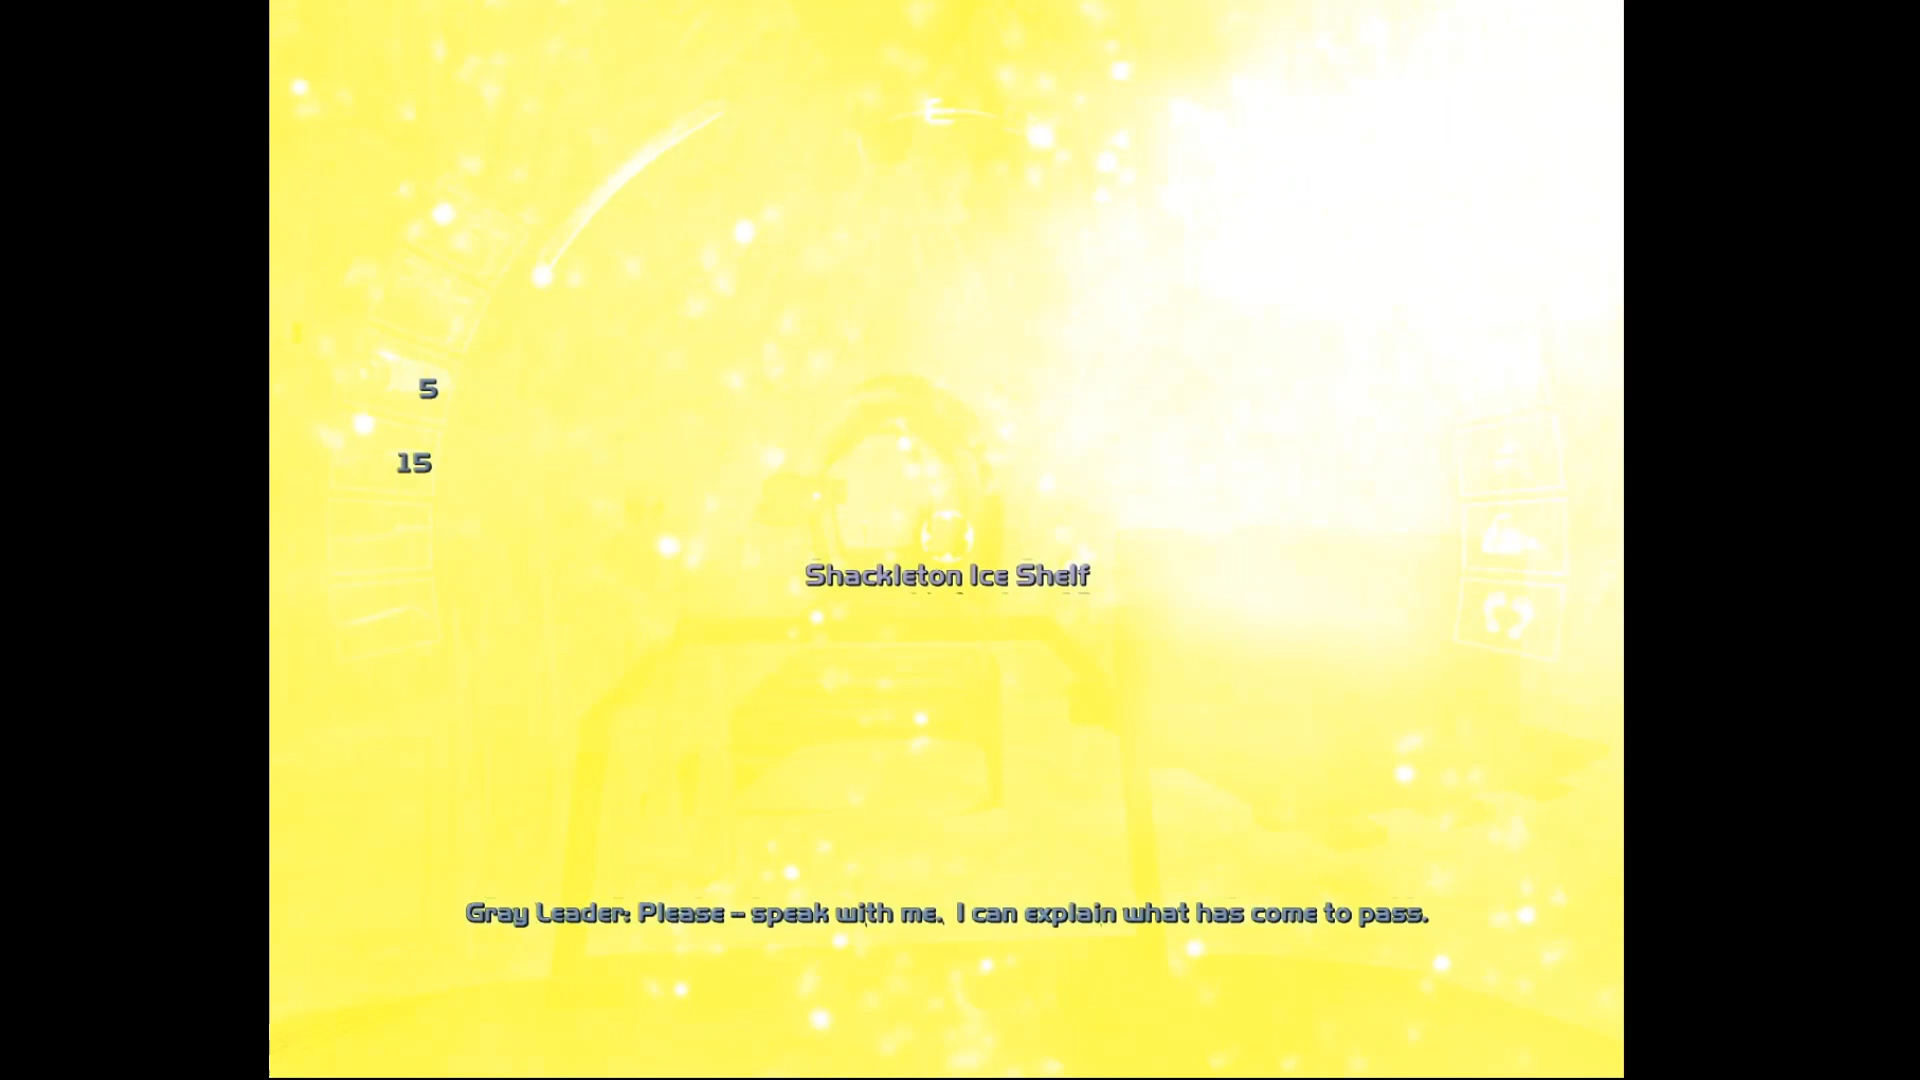 E
5
15
Shackleton Ice Shelf
Gray Leader: Please – speak with me.  I can explain what has come to pass.